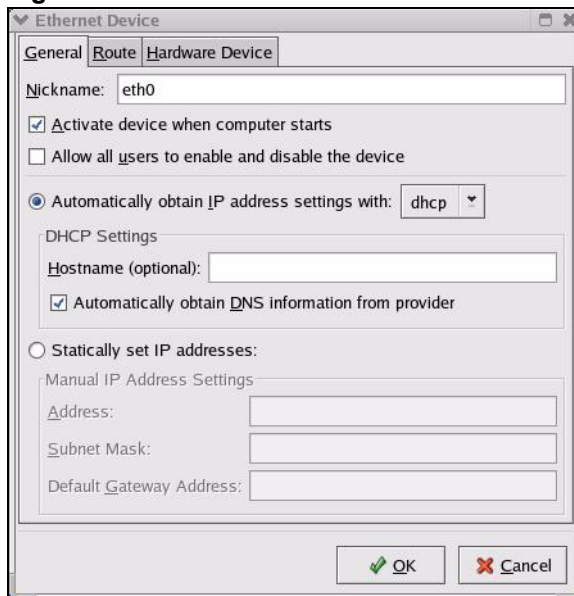 Ethernet Device
General Route Hardware Device
Nickname: eth0
Activate device when computer starts
Allow all users to enable and disable the device
Automatically obtain IP address settings with: dhcp
DHCP Settings
Hostname (optional):
Automatically obtain DNS information from provider
Statically set IP addresses:
Manual IP Address Settings
Address:
Subnet Mask:
Default Gateway Address:
OK Cancel